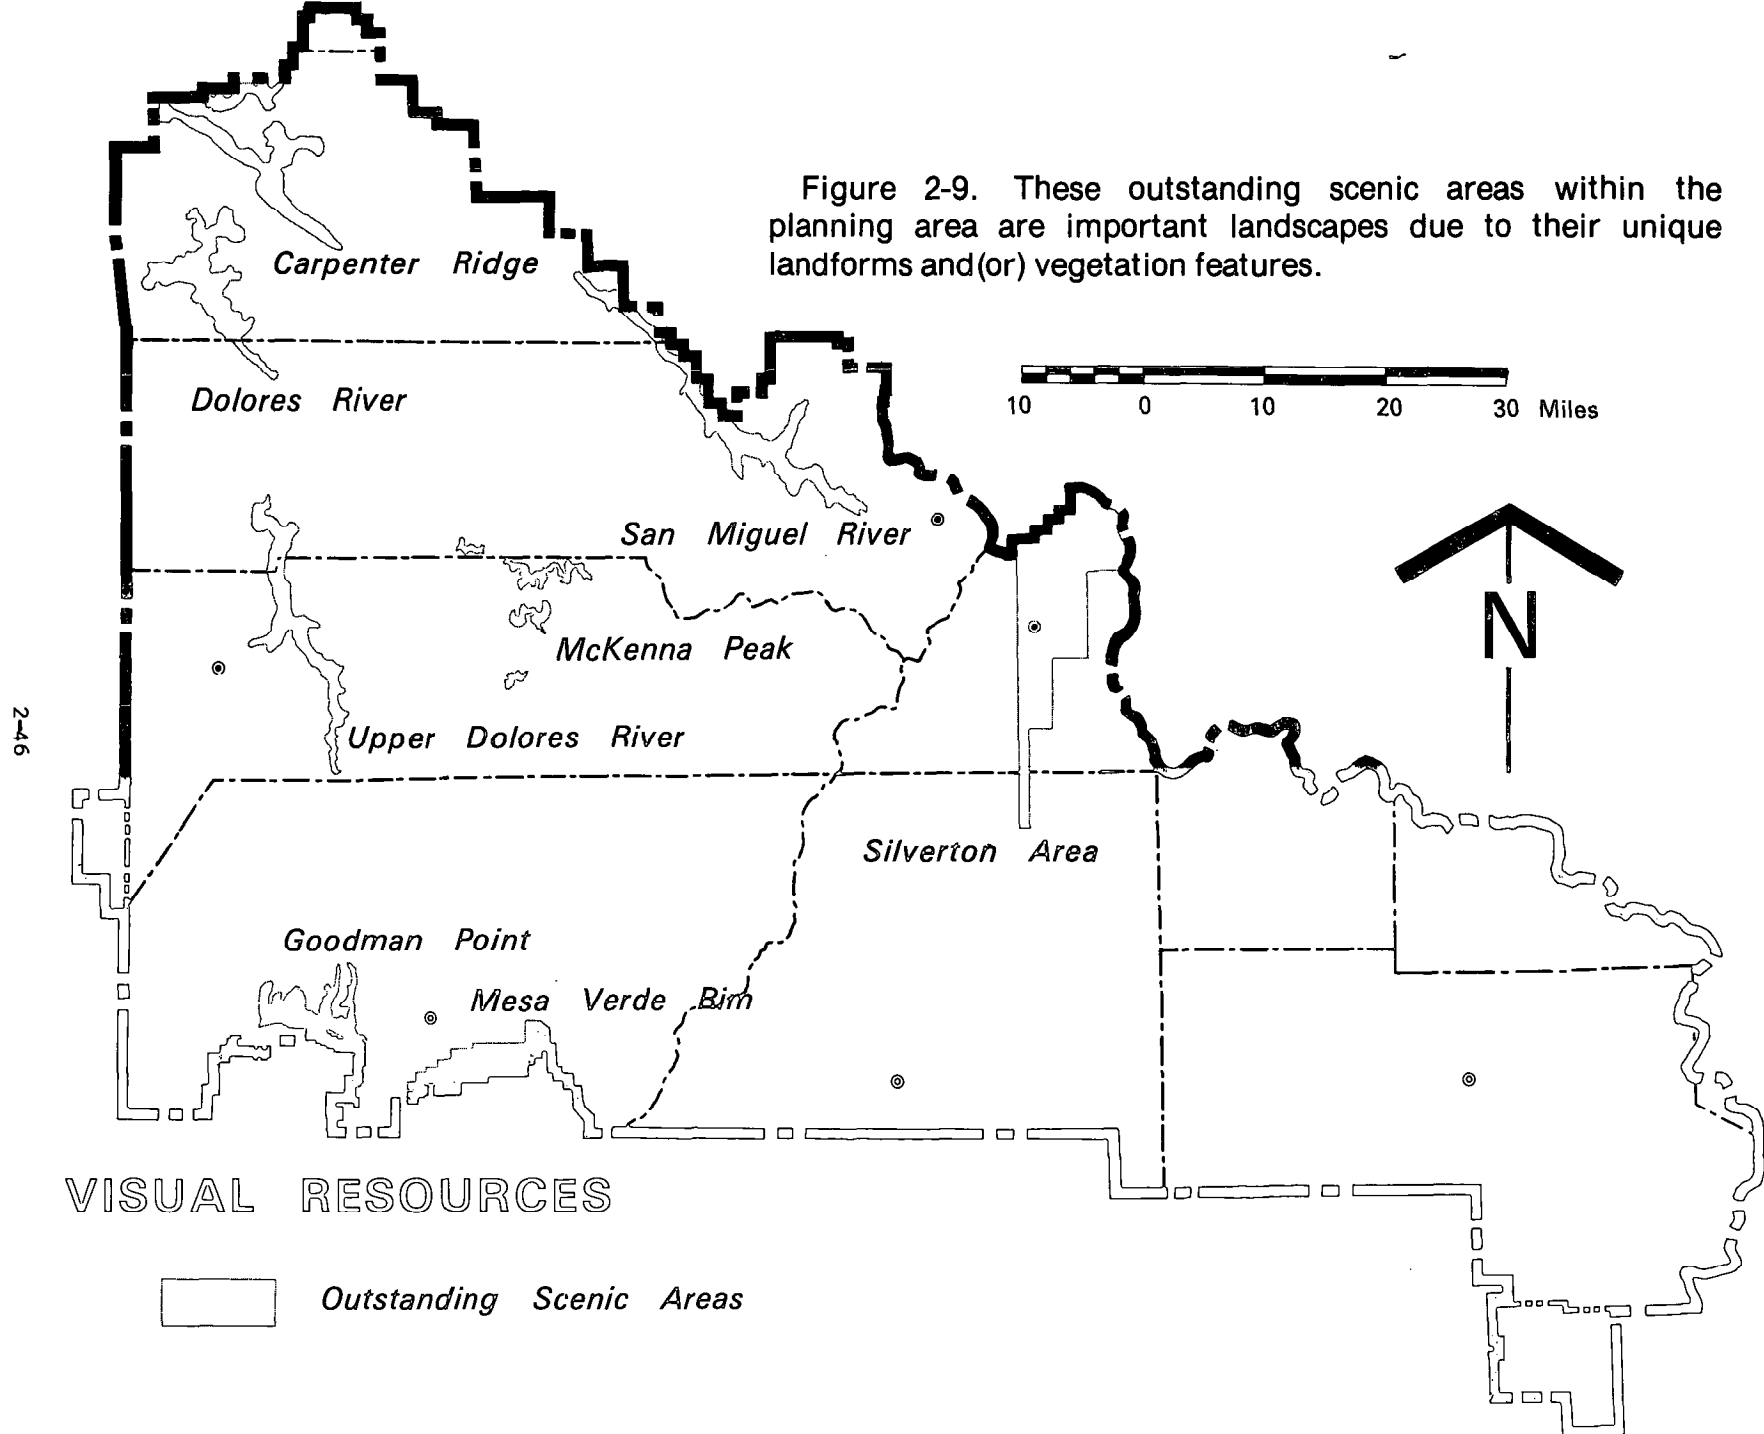 Figure 2-9. These outstanding scenic areas within the
planning area are important landscapes due to their unique
landforms and(or) vegetation features.
Carpenter Ridge
Dolores River
10 0 10 20 30 Miles
San Miguel River
N
McKenna Peak
Upper Dolores River
2-46
Silverton Area
Goodman Point
Mesa Verde Rim
VISUAL RESOURCES
Outstanding Scenic Areas